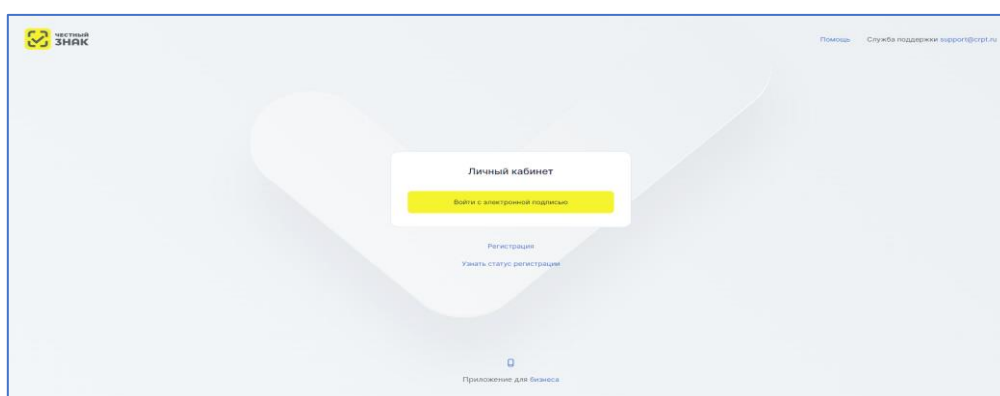 ЧЕСТНЫЙ
ЗНАК
Помощь Служба поддержки support@crpt.ru
Личный кабинет
Войти с электронной подписью
Регистрация
Узнать статус регистрации
Приложение для бизнеса